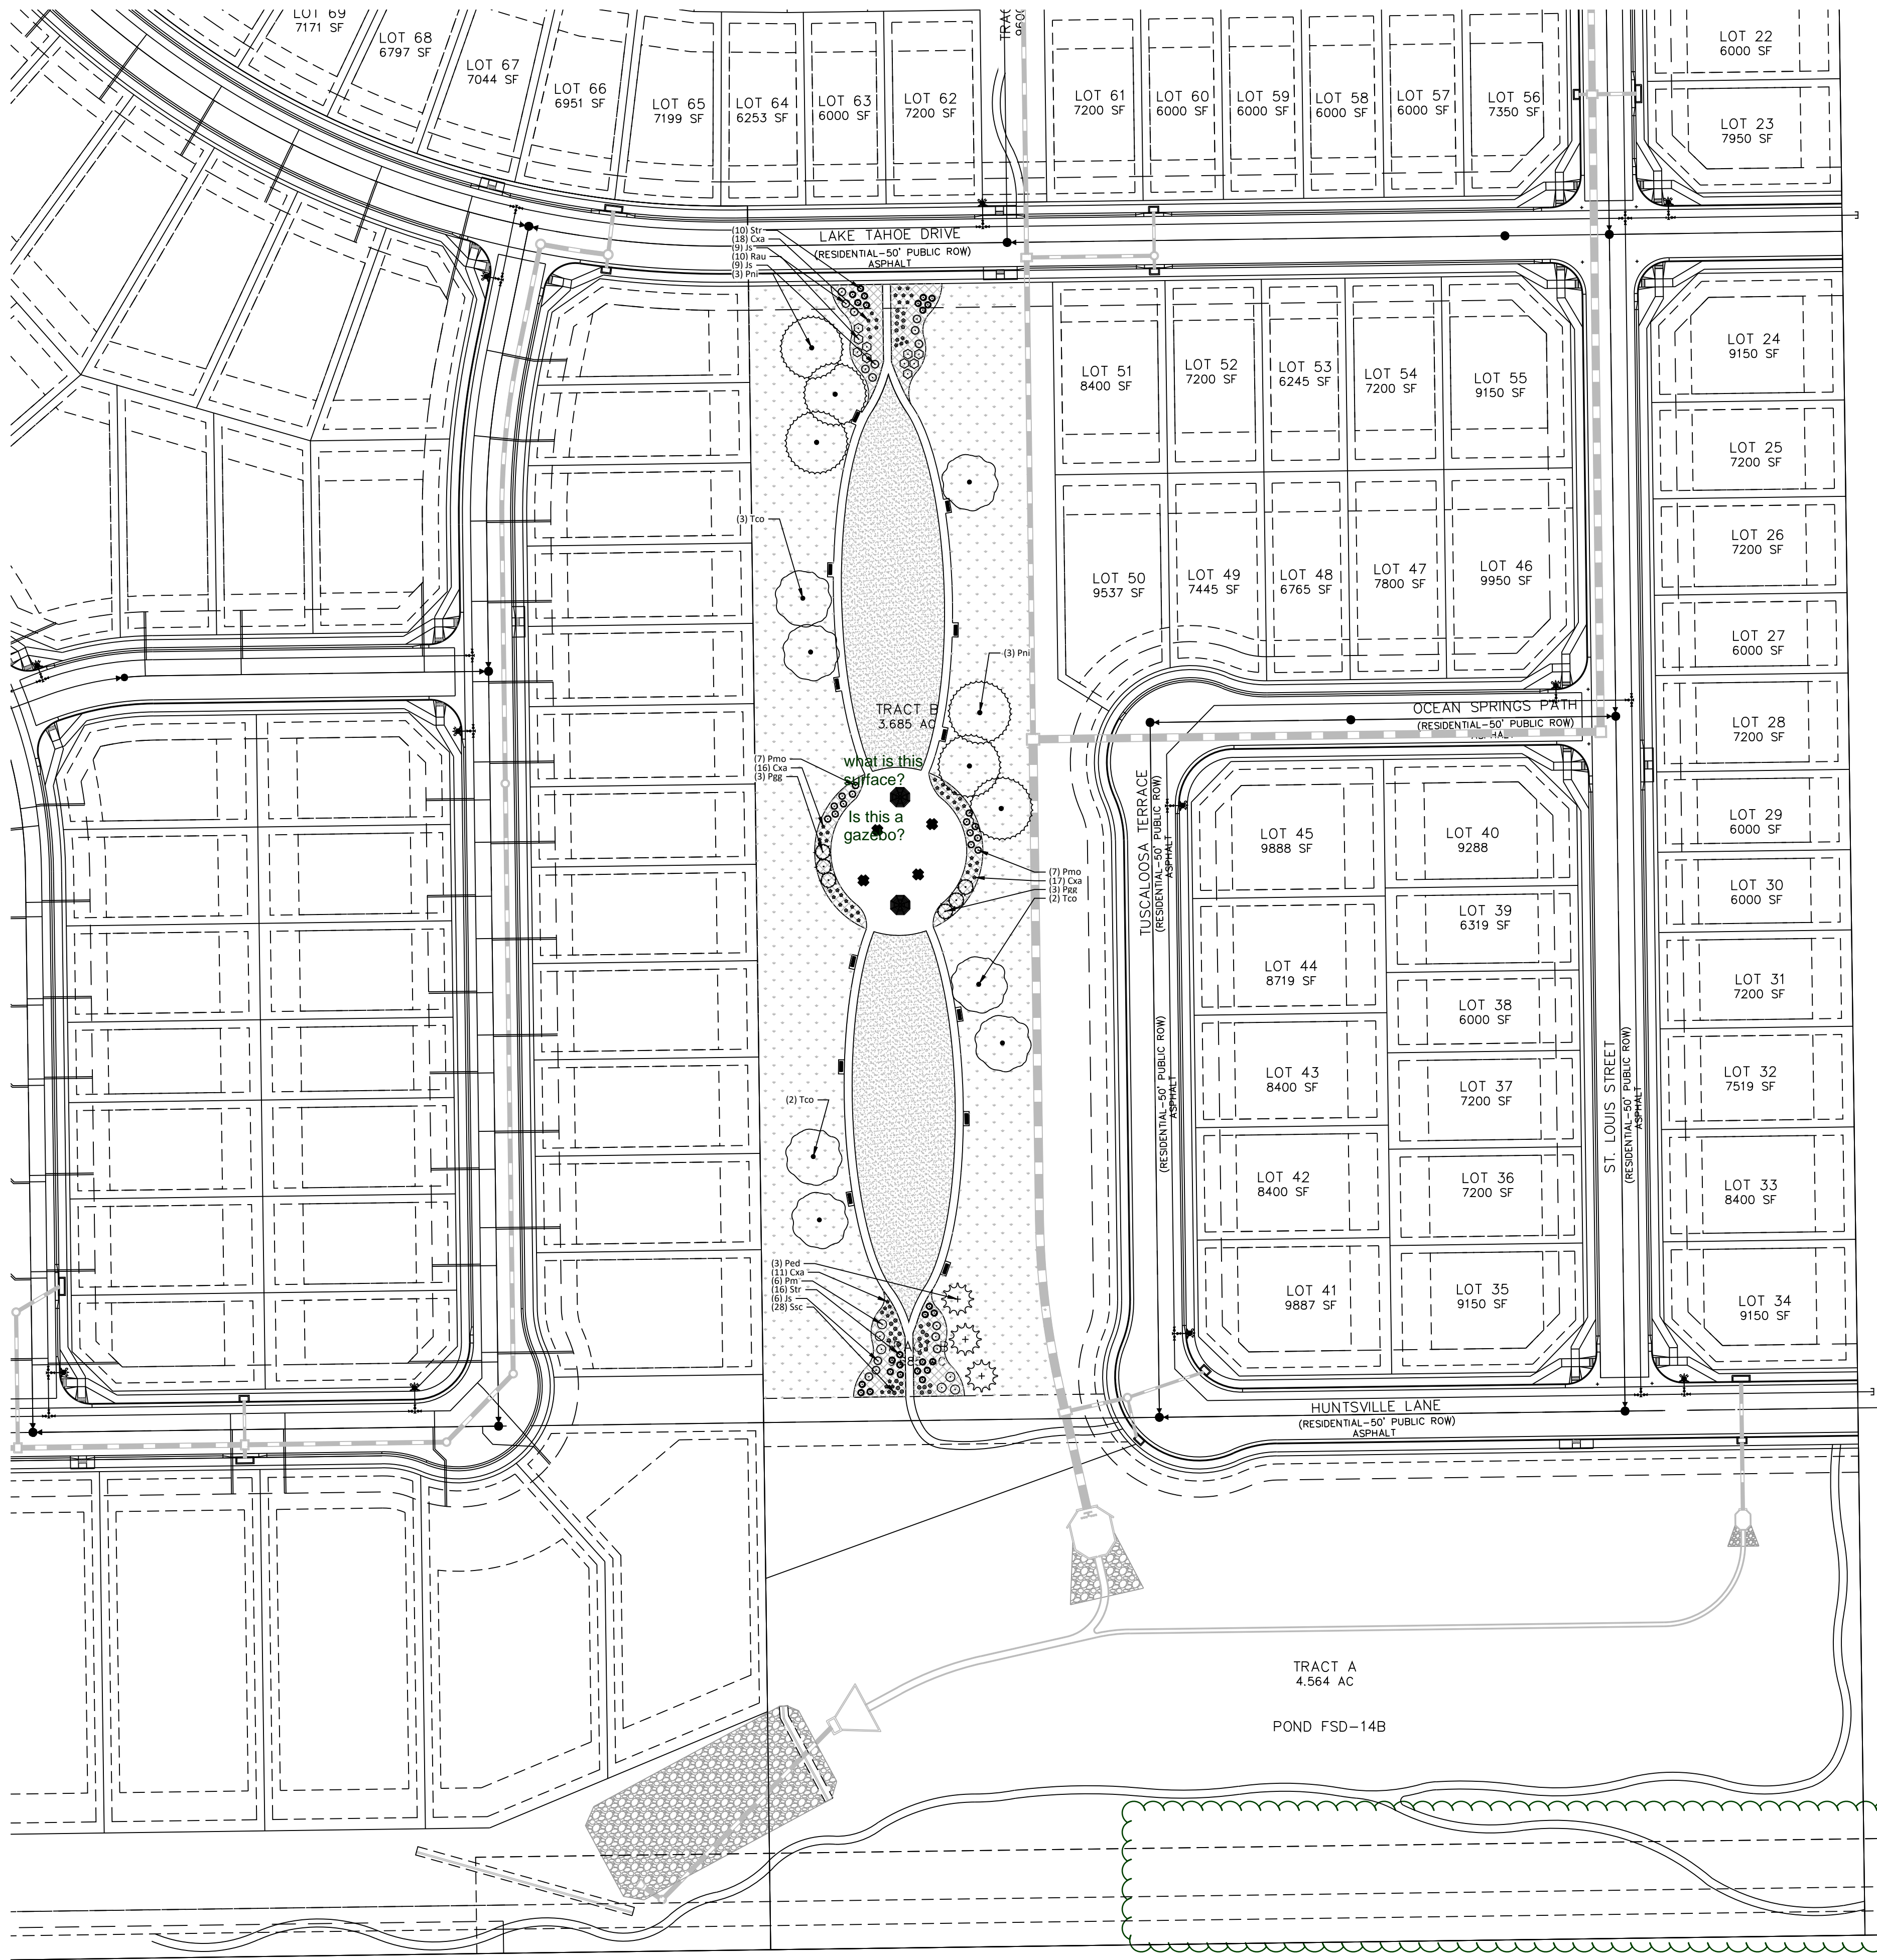 LOT 69
7171 SF
LOT 68
6797 SF
LOT 67
7044 SF
LOT 66
6951 SF
LOT 65
7199 SF
LOT 64
6253 SF
LOT 63
6000 SF
LOT 62
7200 SF
LOT 61
7200 SF
LOT 60
6000 SF
LOT 59
6000 SF
LOT 58
6000 SF
LOT 57
6000 SF
LOT 56
7350 SF
LOT 22
6000 SF
LOT 23
7950 SF
LAKE TAHOE DRIVE
(RESIDENTIAL-50' PUBLIC ROW)
ASPHALT
(10) Str
(18) Cxa
(9) Js
(10) Rau
(9) Js
(3) Pni
LOT 51
8400 SF
LOT 52
7200 SF
LOT 53
6245 SF
LOT 54
7200 SF
LOT 55
9150 SF
LOT 24
9150 SF
LOT 25
7200 SF
LOT 26
7200 SF
LOT 27
6000 SF
LOT 28
7200 SF
LOT 29
6000 SF
LOT 30
6000 SF
LOT 31
7200 SF
LOT 32
7519 SF
LOT 33
8400 SF
LOT 34
9150 SF
(3) Tco
LOT 50
9537 SF
LOT 49
7445 SF
LOT 48
6765 SF
LOT 47
7800 SF
LOT 46
9950 SF
(3) Pni
TRACT B
3.685 AC
OCEAN SPRINGS PATH
(RESIDENTIAL-50' PUBLIC ROW)
ASPHALT
what is this
surface?
Is this a
gazebo?
(7) Pmo
(16) Cxa
(3) Pgg
(7) Pmo
(17) Cxa
(3) Pgg
(2) Tco
TUSCALOOSA TERRACE
(RESIDENTIAL-50' PUBLIC ROW)
ASPHALT
(RESIDENTIAL-50' PUBLIC ROW)
ASPHALT
LOT 45
9888 SF
LOT 40
9288
LOT 39
6319 SF
LOT 44
8719 SF
LOT 38
6000 SF
LOT 43
8400 SF
LOT 37
7200 SF
LOT 42
8400 SF
LOT 36
7200 SF
LOT 41
9887 SF
LOT 35
9150 SF
ST. LOUIS STREET
(RESIDENTIAL-50' PUBLIC ROW)
ASPHALT
(2) Tco
(3) Ped
(11) Cxa
(6) Pm
(16) Str
(6) Js
(28) Ssc
HUNTSVILLE LANE
(RESIDENTIAL-50' PUBLIC ROW)
ASPHALT
TRACT A
4.564 AC
POND FSD-14B